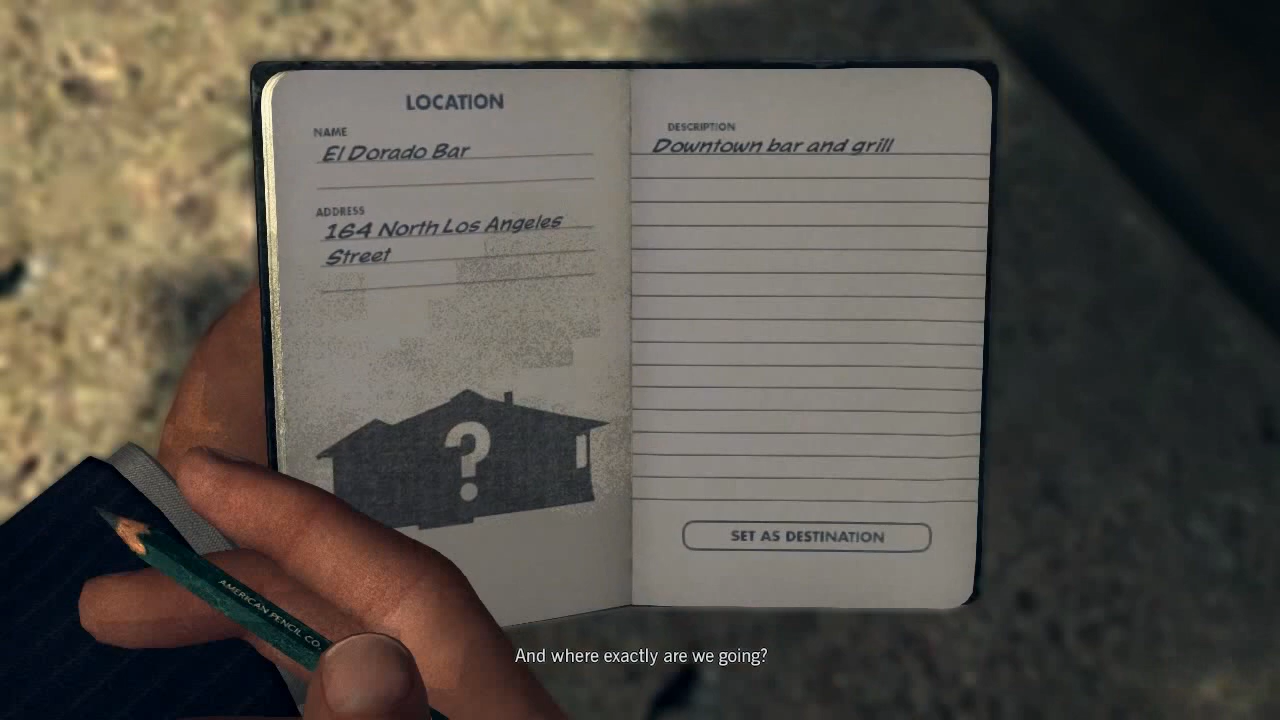 LOCATION
NAME
El Dorado Bar
ADDRESS
164 North Los Angeles
Street
?
DESCRIPTION
Downtown bar and grill
SET AS DESTINATION
AMERICAN PENCIL CO.
And where exactly are we going?